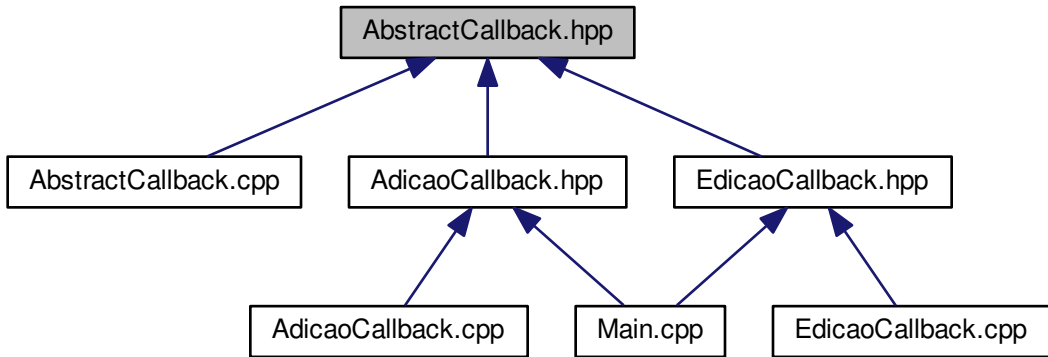 AbstractCallback.hpp
AbstractCallback.cpp
AdicaoCallback.hpp
EdicaoCallback.hpp
AdicaoCallback.cpp
Main.cpp
EdicaoCallback.cpp